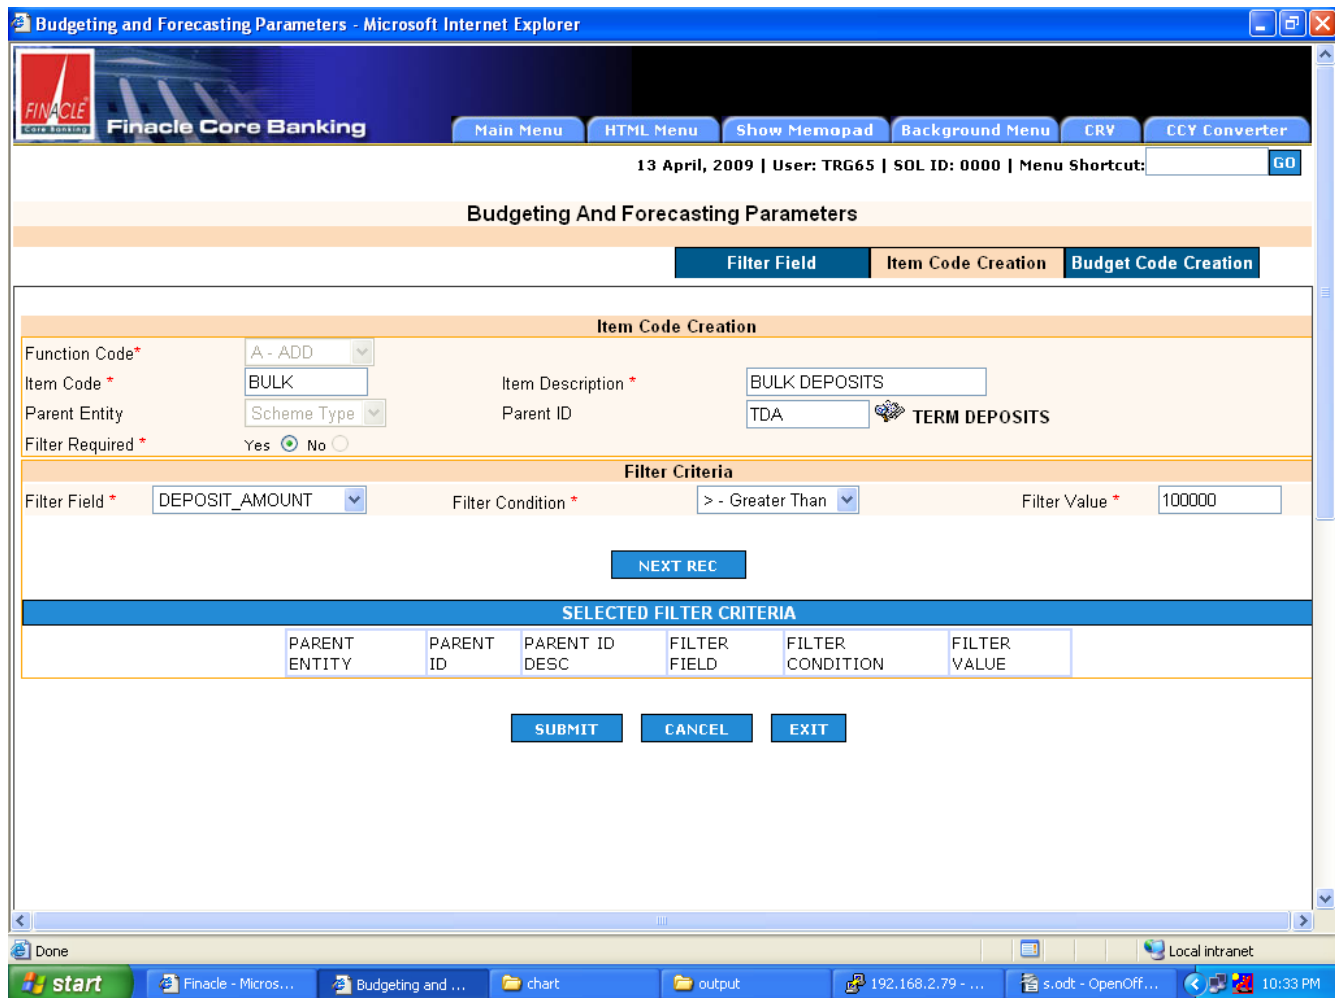 Budgeting and Forecasting Parameters - Microsoft Internet Explorer
FINACLE
Core Banking
Finacle Core Banking
Main Menu HTML Menu Show Memopad Background Menu CRV CCY Converter
13 April, 2009 | User: TRG65 | SOL ID: 0000 | Menu Shortcut: GO
Budgeting And Forecasting Parameters
Filter Field Item Code Creation Budget Code Creation
Item Code Creation
Function Code* A - ADD
Item Code * BULK Item Description * BULK DEPOSITS
Parent Entity Scheme Type Parent ID TDA TERM DEPOSITS
Filter Required * Yes No
Filter Criteria
Filter Field * DEPOSIT_AMOUNT Filter Condition * > - Greater Than Filter Value * 100000
NEXT REC
SELECTED FILTER CRITERIA
PARENT ENTITY PARENT ID PARENT ID DESC FILTER FIELD FILTER CONDITION FILTER VALUE
SUBMIT CANCEL EXIT
Done Local intranet
start Finacle - Micros... Budgeting and ... chart output 192.168.2.79 - ... s.odt - OpenOff... 10:33 PM